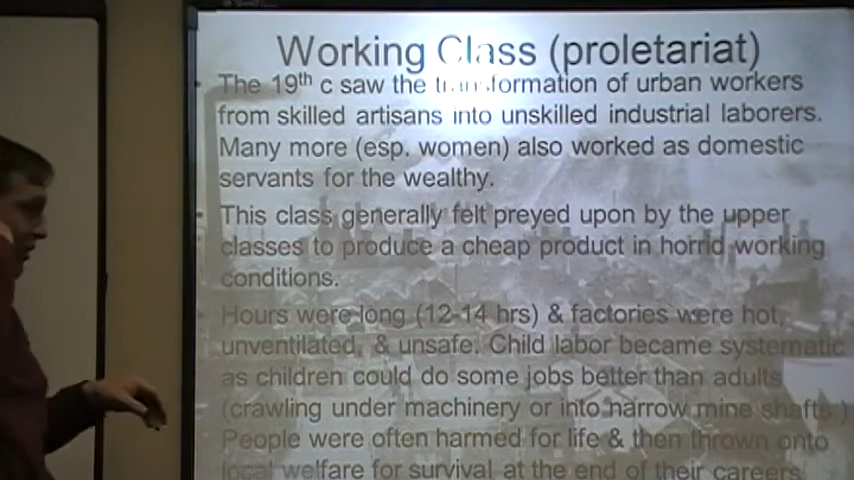 Working Class (proletariat)
The 19th c saw the transformation of urban workers
from skilled artisans into unskilled industrial laborers.
Many more (esp. women) also worked as domestic
servants for the wealthy.
This class generally felt preyed upon by the upper
classes to produce a cheap product in horrid working
conditions.
Hours were long (12-14 hrs) & factories were hot,
unventilated, & unsafe. Child labor became systematic
as children could do some jobs better than adults
(crawling under machinery or into narrow mine shafts.)
People were often harmed for life & then thrown onto
local welfare for survival at the end of their careers